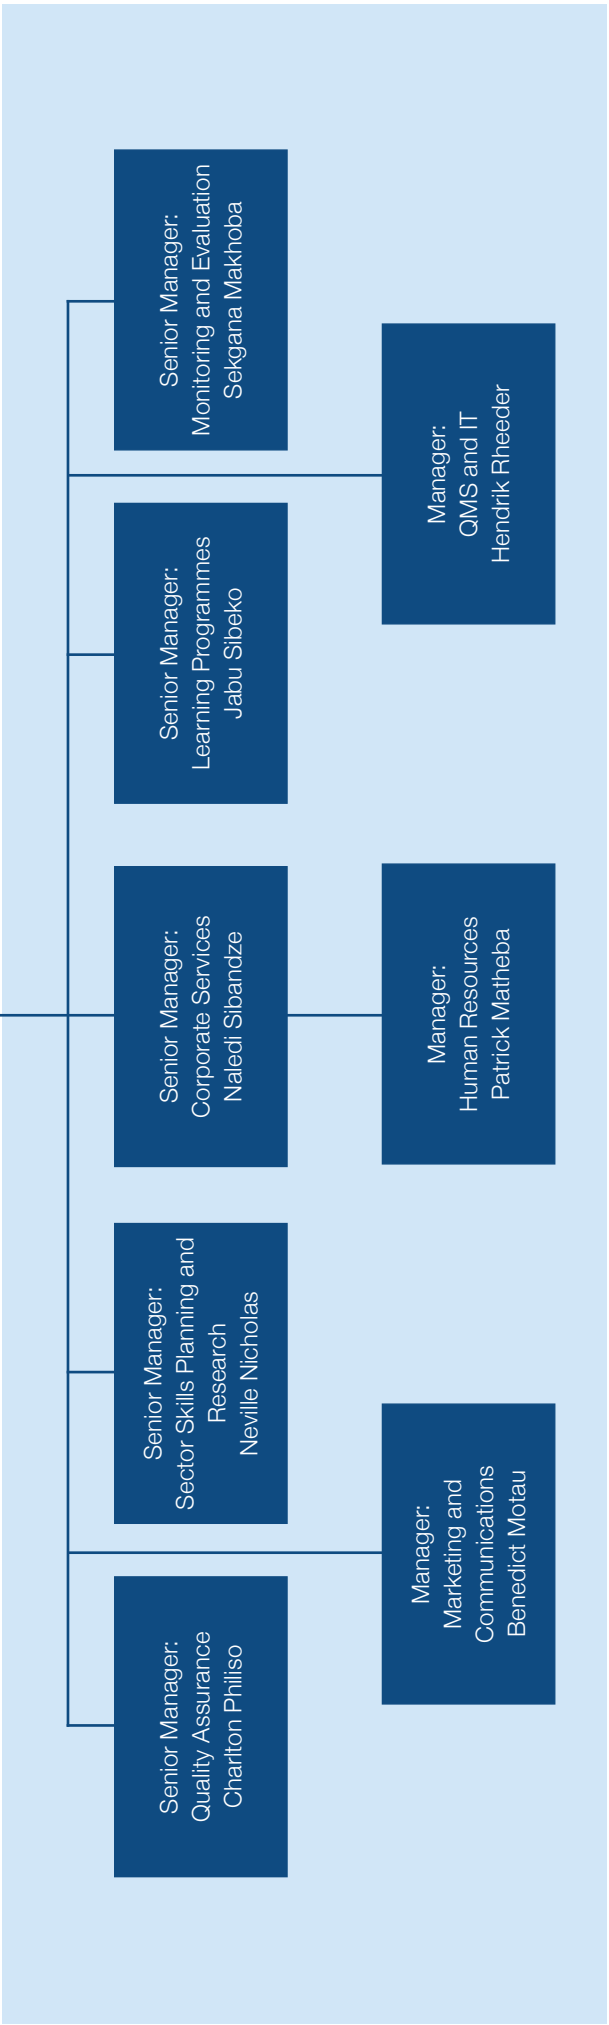 Senior Manager:
Quality Assurance
Charlton Philiso
Senior Manager:
Sector Skills Planning and
Research
Neville Nicholas
Senior Manager:
Corporate Services
Naledi Sibandze
Senior Manager:
Learning Programmes
Jabu Sibeko
Senior Manager:
Monitoring and Evaluation
Sekgana Makhoba
Manager:
Marketing and
Communications
Benedict Motau
Manager:
Human Resources
Patrick Matheba
Manager:
QMS and IT
Hendrik Rheeder